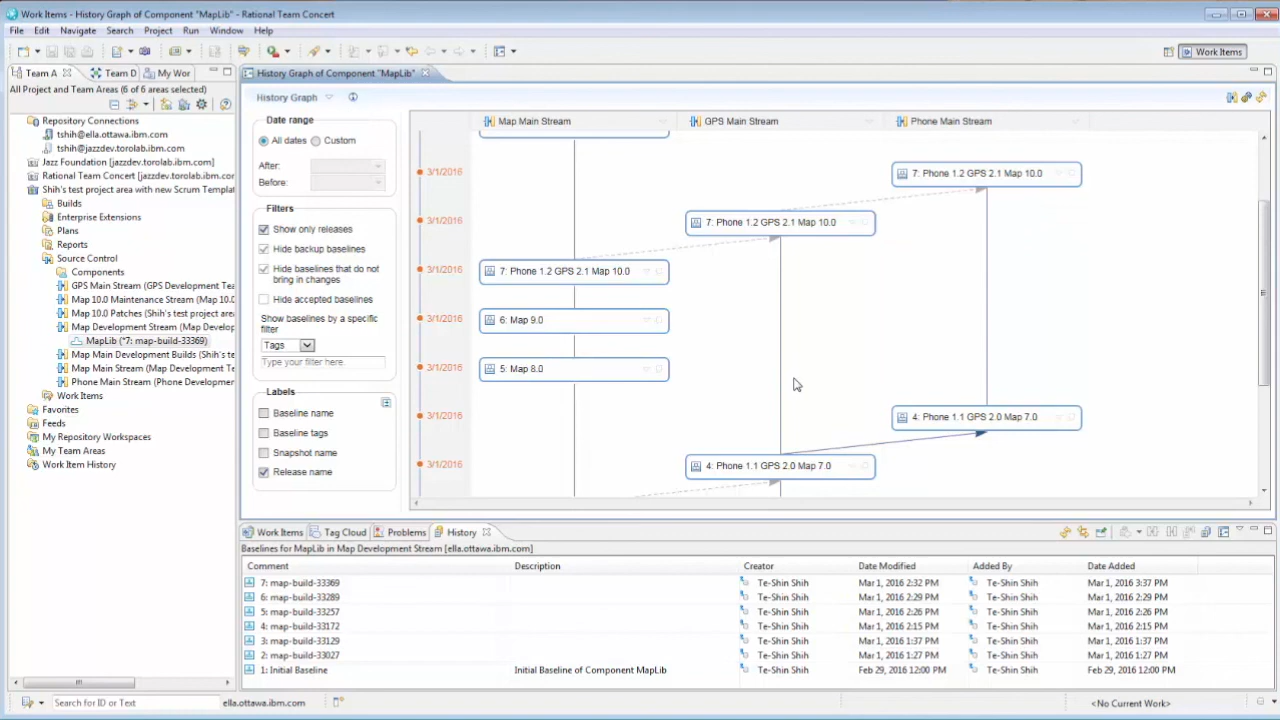 Work Items - History Graph of Component "MapLib" - Rational Team Concert
File Edit Navigate Search Project Run Window Help
Work Items
Team A
Team D
My Wor
All Project and Team Areas (6 of 6 areas selected)
Repository Connections
tshih@ella.ottawa.ibm.com
tshih@jazzdev.torolab.ibm.com
Jazz Foundation [jazzdev.torolab.ibm.com]
Rational Team Concert [jazzdev.torolab.ibm.com]
Shih's test project area with new Scrum Templat
Builds
Enterprise Extensions
Plans
Reports
Source Control
Components
GPS Main Stream (GPS Development Tea
Map 10.0 Maintenance Stream (Map 10.0
Map 10.0 Patches (Shih's test project area
Map Development Stream (Map Develop
MapLib (*7: map-build-33369)
Map Main Development Builds (Shih's te
Map Main Stream (Map Development Te
Phone Main Stream (Phone Developmen
Work Items
Favorites
Feeds
My Repository Workspaces
My Team Areas
Work Item History
History Graph of Component "MapLib"
History Graph
Date range
All dates Custom
After:
Before:
Filters
Show only releases
Hide backup baselines
Hide baselines that do not
bring in changes
Hide accepted baselines
Show baselines by a specific
filter
Tags
Type your filter here.
Labels
Baseline name
Baseline tags
Snapshot name
Release name
Map Main Stream GPS Main Stream Phone Main Stream
3/1/2016 7: Phone 1.2 GPS 2.1 Map 10.0
3/1/2016 7: Phone 1.2 GPS 2.1 Map 10.0
3/1/2016 7: Phone 1.2 GPS 2.1 Map 10.0
3/1/2016 6: Map 9.0
3/1/2016 5: Map 8.0
3/1/2016 4: Phone 1.1 GPS 2.0 Map 7.0
3/1/2016 4: Phone 1.1 GPS 2.0 Map 7.0
Work Items Tag Cloud Problems History
Baselines for MapLib in Map Development Stream [ella.ottawa.ibm.com]
Comment Description Creator Date Modified Added By Date Added
7: map-build-33369 Te-Shin Shih Mar 1, 2016 2:32 PM Te-Shin Shih Mar 1, 2016 3:37 PM
6: map-build-33289 Te-Shin Shih Mar 1, 2016 2:29 PM Te-Shin Shih Mar 1, 2016 2:29 PM
5: map-build-33257 Te-Shin Shih Mar 1, 2016 2:26 PM Te-Shin Shih Mar 1, 2016 2:26 PM
4: map-build-33172 Te-Shin Shih Mar 1, 2016 2:15 PM Te-Shin Shih Mar 1, 2016 2:15 PM
3: map-build-33129 Te-Shin Shih Mar 1, 2016 1:37 PM Te-Shin Shih Mar 1, 2016 1:37 PM
2: map-build-33027 Te-Shin Shih Mar 1, 2016 1:27 PM Te-Shin Shih Mar 1, 2016 1:27 PM
1: Initial Baseline Initial Baseline of Component MapLib Te-Shin Shih Feb 29, 2016 12:00 PM Te-Shin Shih Feb 29, 2016 12:00 PM
Search for ID or Text ella.ottawa.ibm.com <No Current Work>